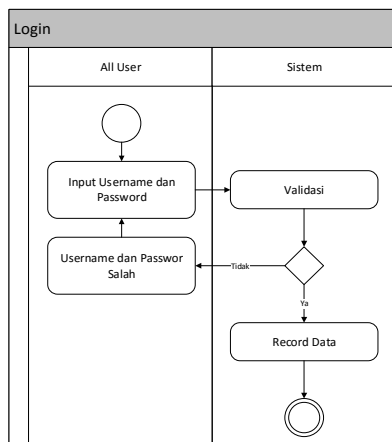 Login
All User
Sistem
Input Username dan
Password
Validasi
Username dan Passwor
Salah
Tidak
Ya
Record Data